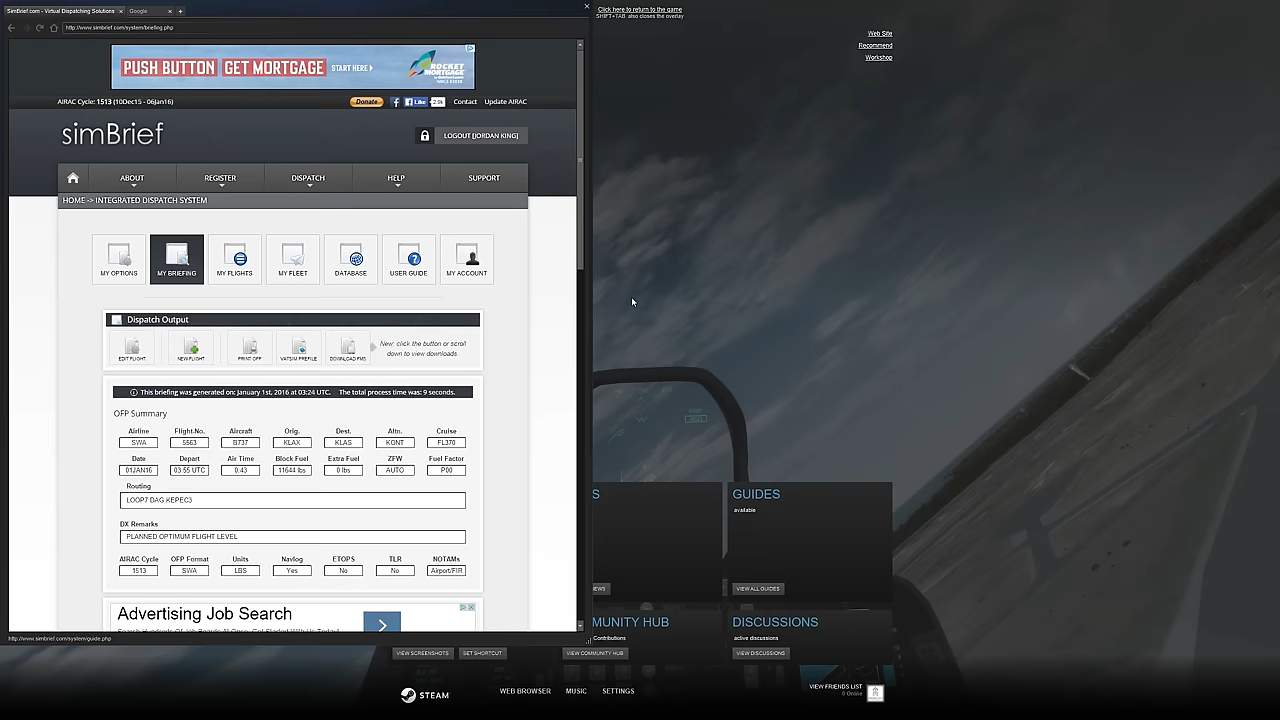 SimBrief.com - Virtual Dispatching Solutions × Google × +
http://www.simbrief.com/system/briefing.php
Click here to return to the game
SHIFT+TAB also closes the overlay
Web Site
Recommend
Workshop
PUSH BUTTON GET MORTGAGE START HERE ROCKET MORTGAGE
AIRAC Cycle: 1513 (10Dec15 - 06Jan16) Donate Like 2.9k Contact Update AIRAC
simBrief LOGOUT [JORDAN KING]
ABOUT REGISTER DISPATCH HELP SUPPORT
HOME -> INTEGRATED DISPATCH SYSTEM
MY OPTIONS MY BRIEFING MY FLIGHTS MY FLEET DATABASE USER GUIDE MY ACCOUNT
Dispatch Output
EDIT FLIGHT NEW FLIGHT PRINT OFP VATSIM PREFILE DOWNLOAD FMS
New: click the button or scroll
down to view downloads.
This briefing was generated on: January 1st, 2016 at 03:24 UTC. The total process time was: 9 seconds.
OFP Summary
Airline Flight-No. Aircraft Orig. Dest. Altn. Cruise
SWA 5563 B737 KLAX KLAS KONT FL370
Date Depart Air Time Block Fuel Extra Fuel ZFW Fuel Factor
01JAN16 03:55 UTC 0:43 11644 lbs 0 lbs AUTO P00
Routing
LOOP7 DAG KEPEC3
DX Remarks
PLANNED OPTIMUM FLIGHT LEVEL
AIRAC Cycle OFP Format Units Navlog ETOPS TLR NOTAMs
1513 SWA LBS Yes No No Airport/FIR
Advertising Job Search
http://www.simbrief.com/system/guide.php
S
GUIDES
available
EWS
VIEW ALL GUIDES
MUNITY HUB
Contributions
DISCUSSIONS
active discussions
VIEW SCREENSHOTS GET SHORTCUT VIEW COMMUNITY HUB VIEW DISCUSSIONS
STEAM WEB BROWSER MUSIC SETTINGS
VIEW FRIENDS LIST
0 Online